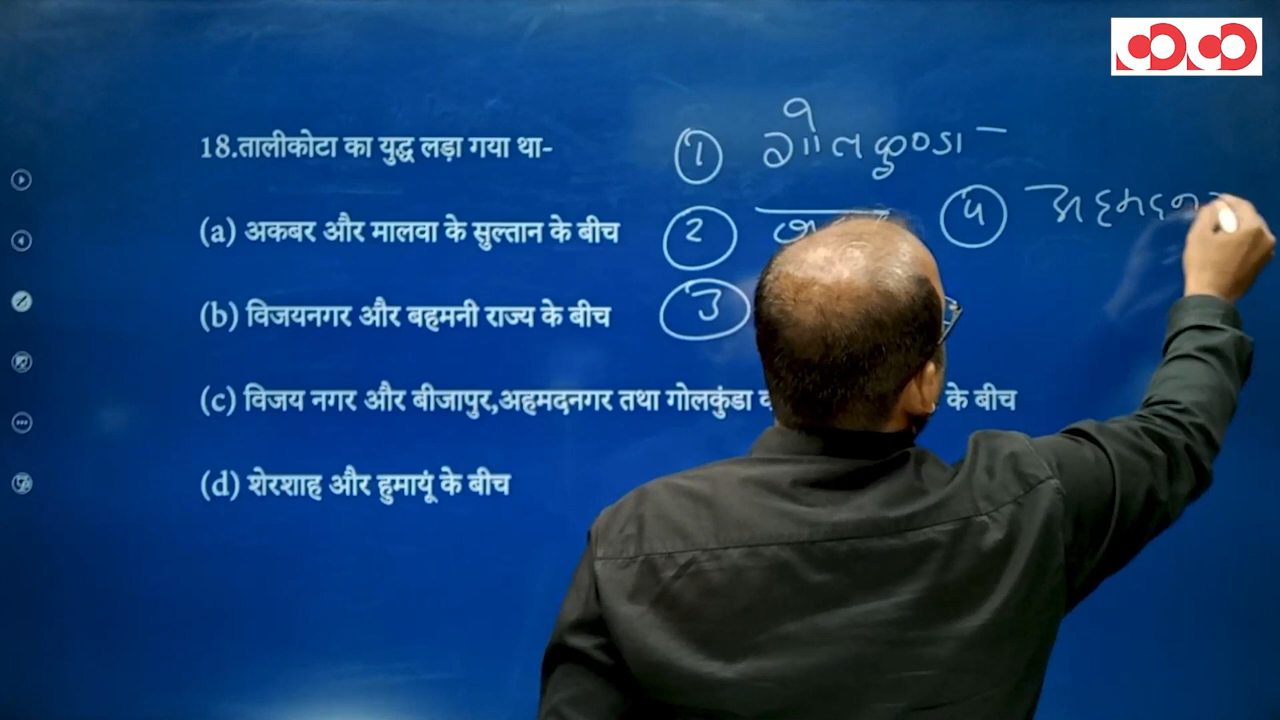 18.तालीकोटा का युद्ध लड़ा गया था-
(a) अकबर और मालवा के सुल्तान के बीच
(b) विजयनगर और बहमनी राज्य के बीच
(c) विजय नगर और बीजापुर,अहमदनगर तथा गोलकुंडा के बीच
(d) शेरशाह और हुमायूं के बीच
1 गोलकुण्डा -
2
3
4 अहमदन